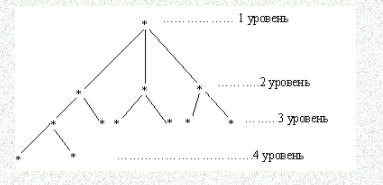 * ……………… 1 уровень
* * * ………..2 уровень
* * * * * * …….. 3 уровень
* * ……………………………..4 уровень